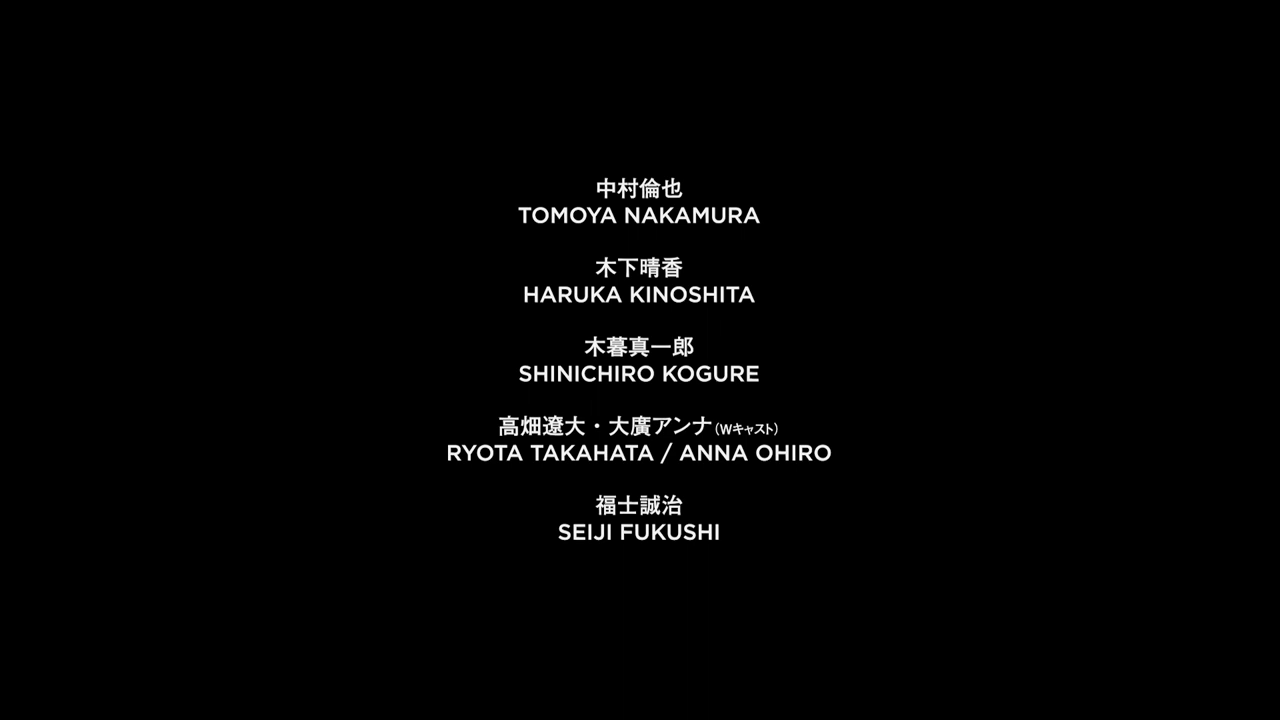 中村倫也
TOMOYA NAKAMURA
木下晴香
HARUKA KINOSHITA
木暮真一郎
SHINICHIRO KOGURE
高畑遼大・大廣アンナ(Wキャスト)
RYOTA TAKAHATA / ANNA OHIRO
福士誠治
SEIJI FUKUSHI